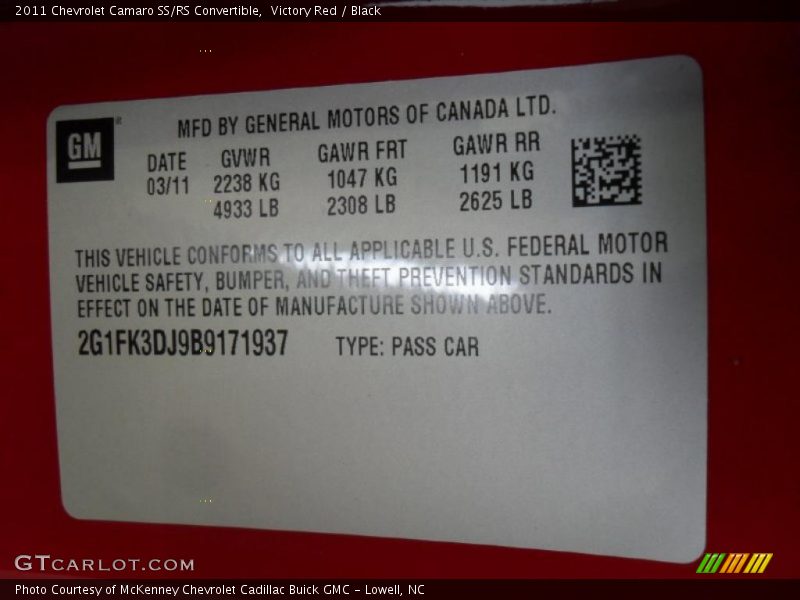 2011 Chevrolet Camaro SS/RS Convertible,  Victory Red / Black
GM
MFD BY GENERAL MOTORS OF CANADA LTD.
DATE GVWR GAWR FRT GAWR RR
03/11 2238 KG 1047 KG 1191 KG
4933 LB 2308 LB 2625 LB
THIS VEHICLE CONFORMS TO ALL APPLICABLE U.S. FEDERAL MOTOR
VEHICLE SAFETY, BUMPER, AND THEFT PREVENTION STANDARDS IN
EFFECT ON THE DATE OF MANUFACTURE SHOWN ABOVE.
2G1FK3DJ9B9171937 TYPE: PASS CAR
GTCARLOT.COM
Photo Courtesy of McKenney Chevrolet Cadillac Buick GMC - Lowell, NC